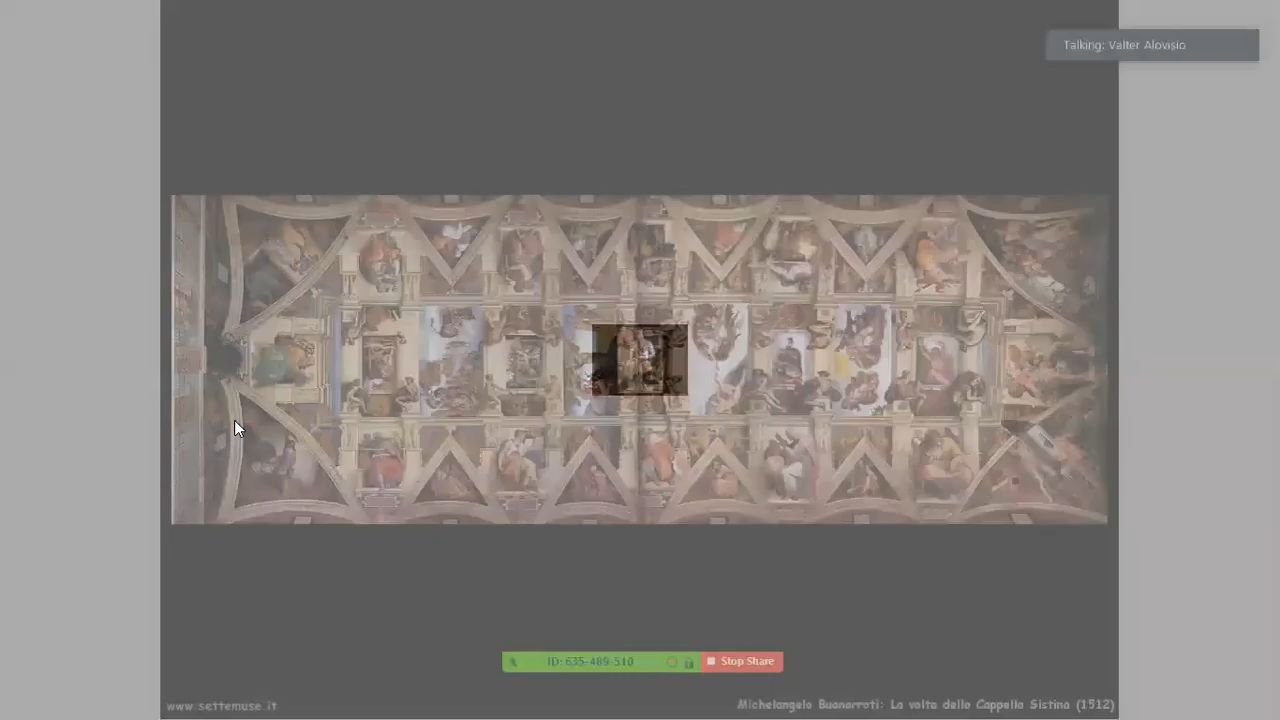 Talking: Valter Alovisio
ID: 635-489-510
Stop Share
www.settemuse.it
Michelangelo Buonarroti: La volta della Cappella Sistina (1512)